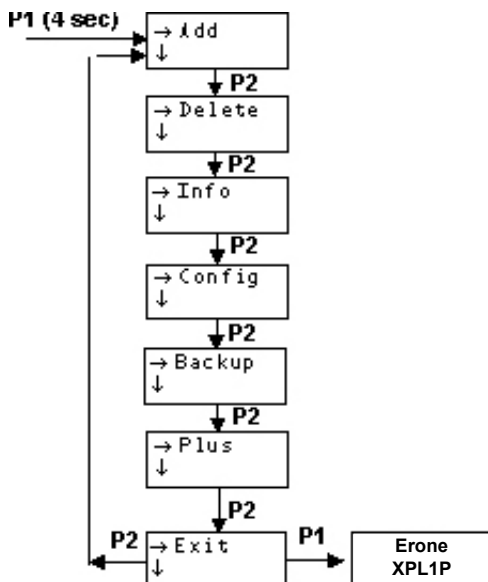 P1 (4 sec)
→ Add
↓
P2
→ Delete
↓
P2
→ Info
↓
P2
→ Config
↓
P2
→ Backup
↓
P2
→ Plus
↓
P2
P2
→ Exit
↓
P1
Erone
XPL1P